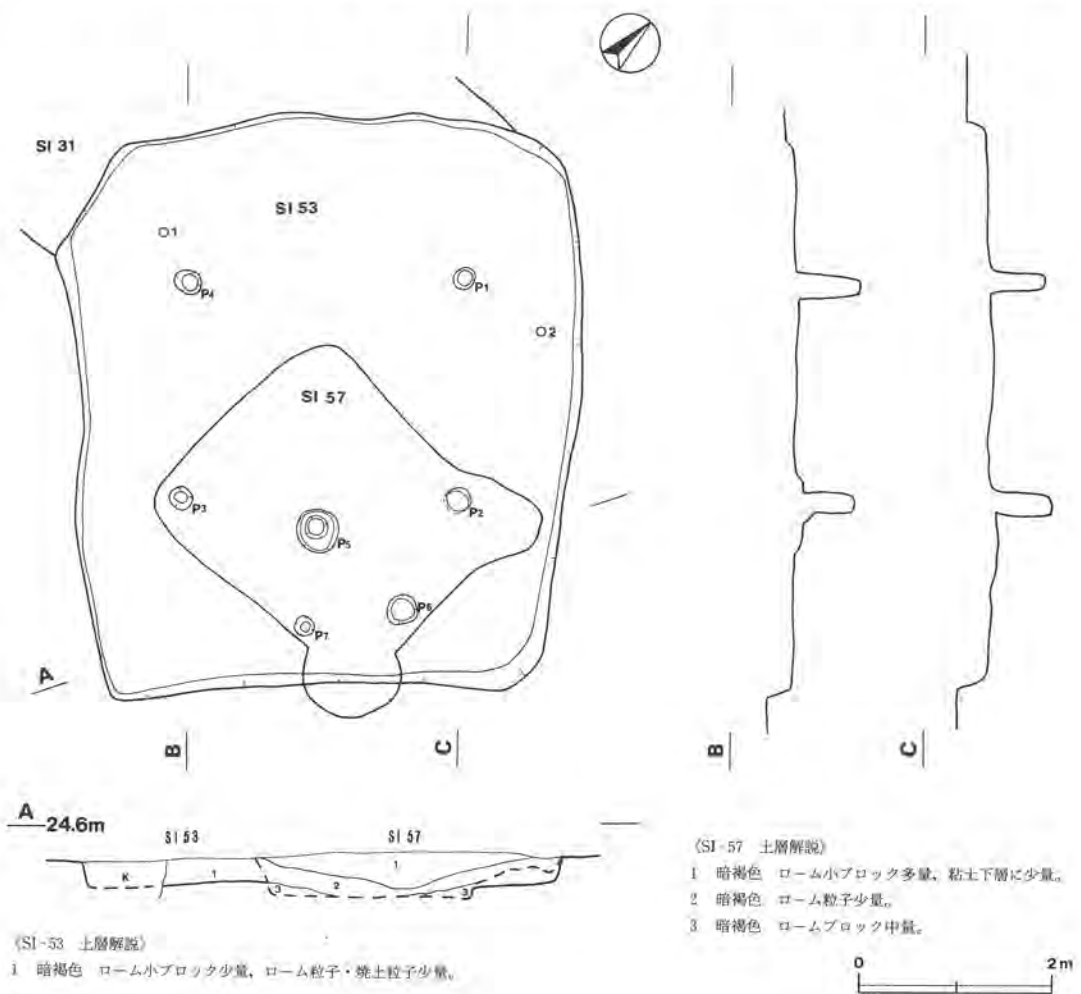 SI 31
SI 53
1
P4
P1
2
SI 57
P3
P2
P5
P6
P7
A
B
C
B
C
A 24.6m
SI 53
SI 57
K
1
3
2
1
3
《SI-57 土層解説》
1 暗褐色 ローム小ブロック多量，粘土下層に少量。
2 暗褐色 ローム粒子少量。
3 暗褐色 ロームブロック中量。
《SI-53 土層解説》
1 暗褐色 ローム小ブロック少量，ローム粒子・焼土粒子少量。
0 2m